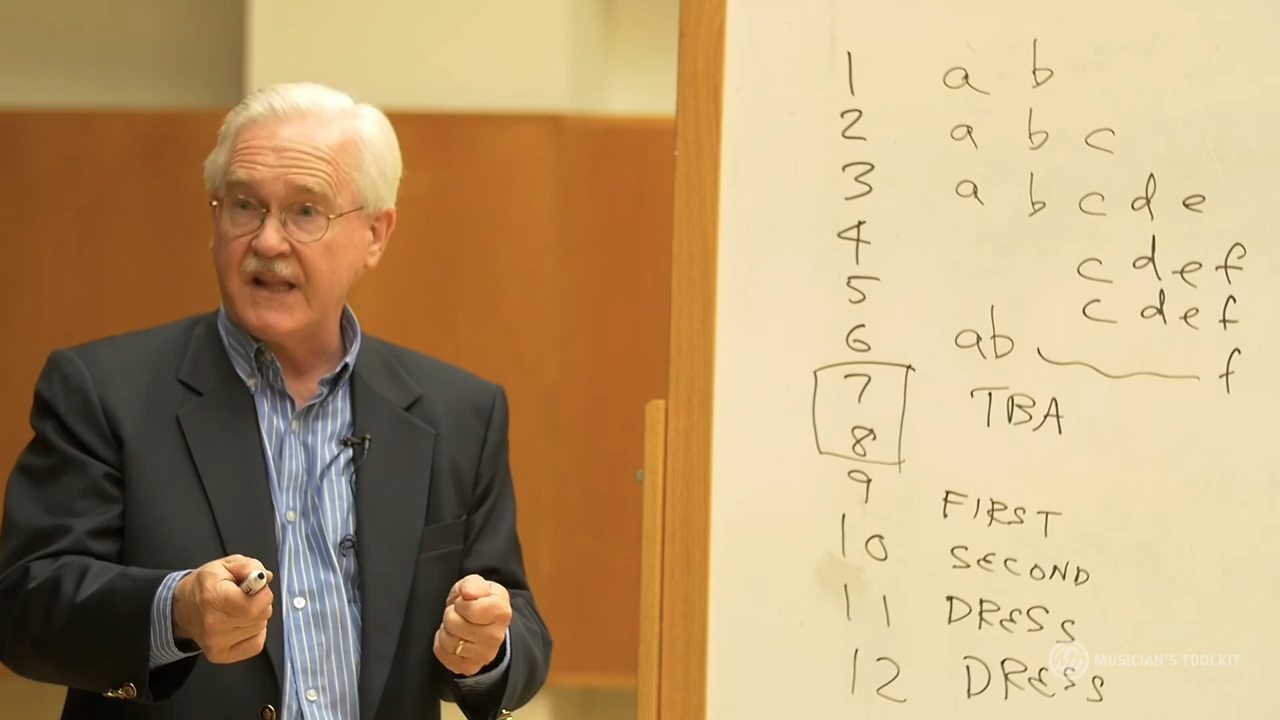 1 a b
2 a b c
3 a b c d e
4 c d e f
5 c d e f
6 ab f
7 TBA
8
9 FIRST
10 SECOND
11 DRESS
12 DRESS
MUSICIAN'S TOOLKIT